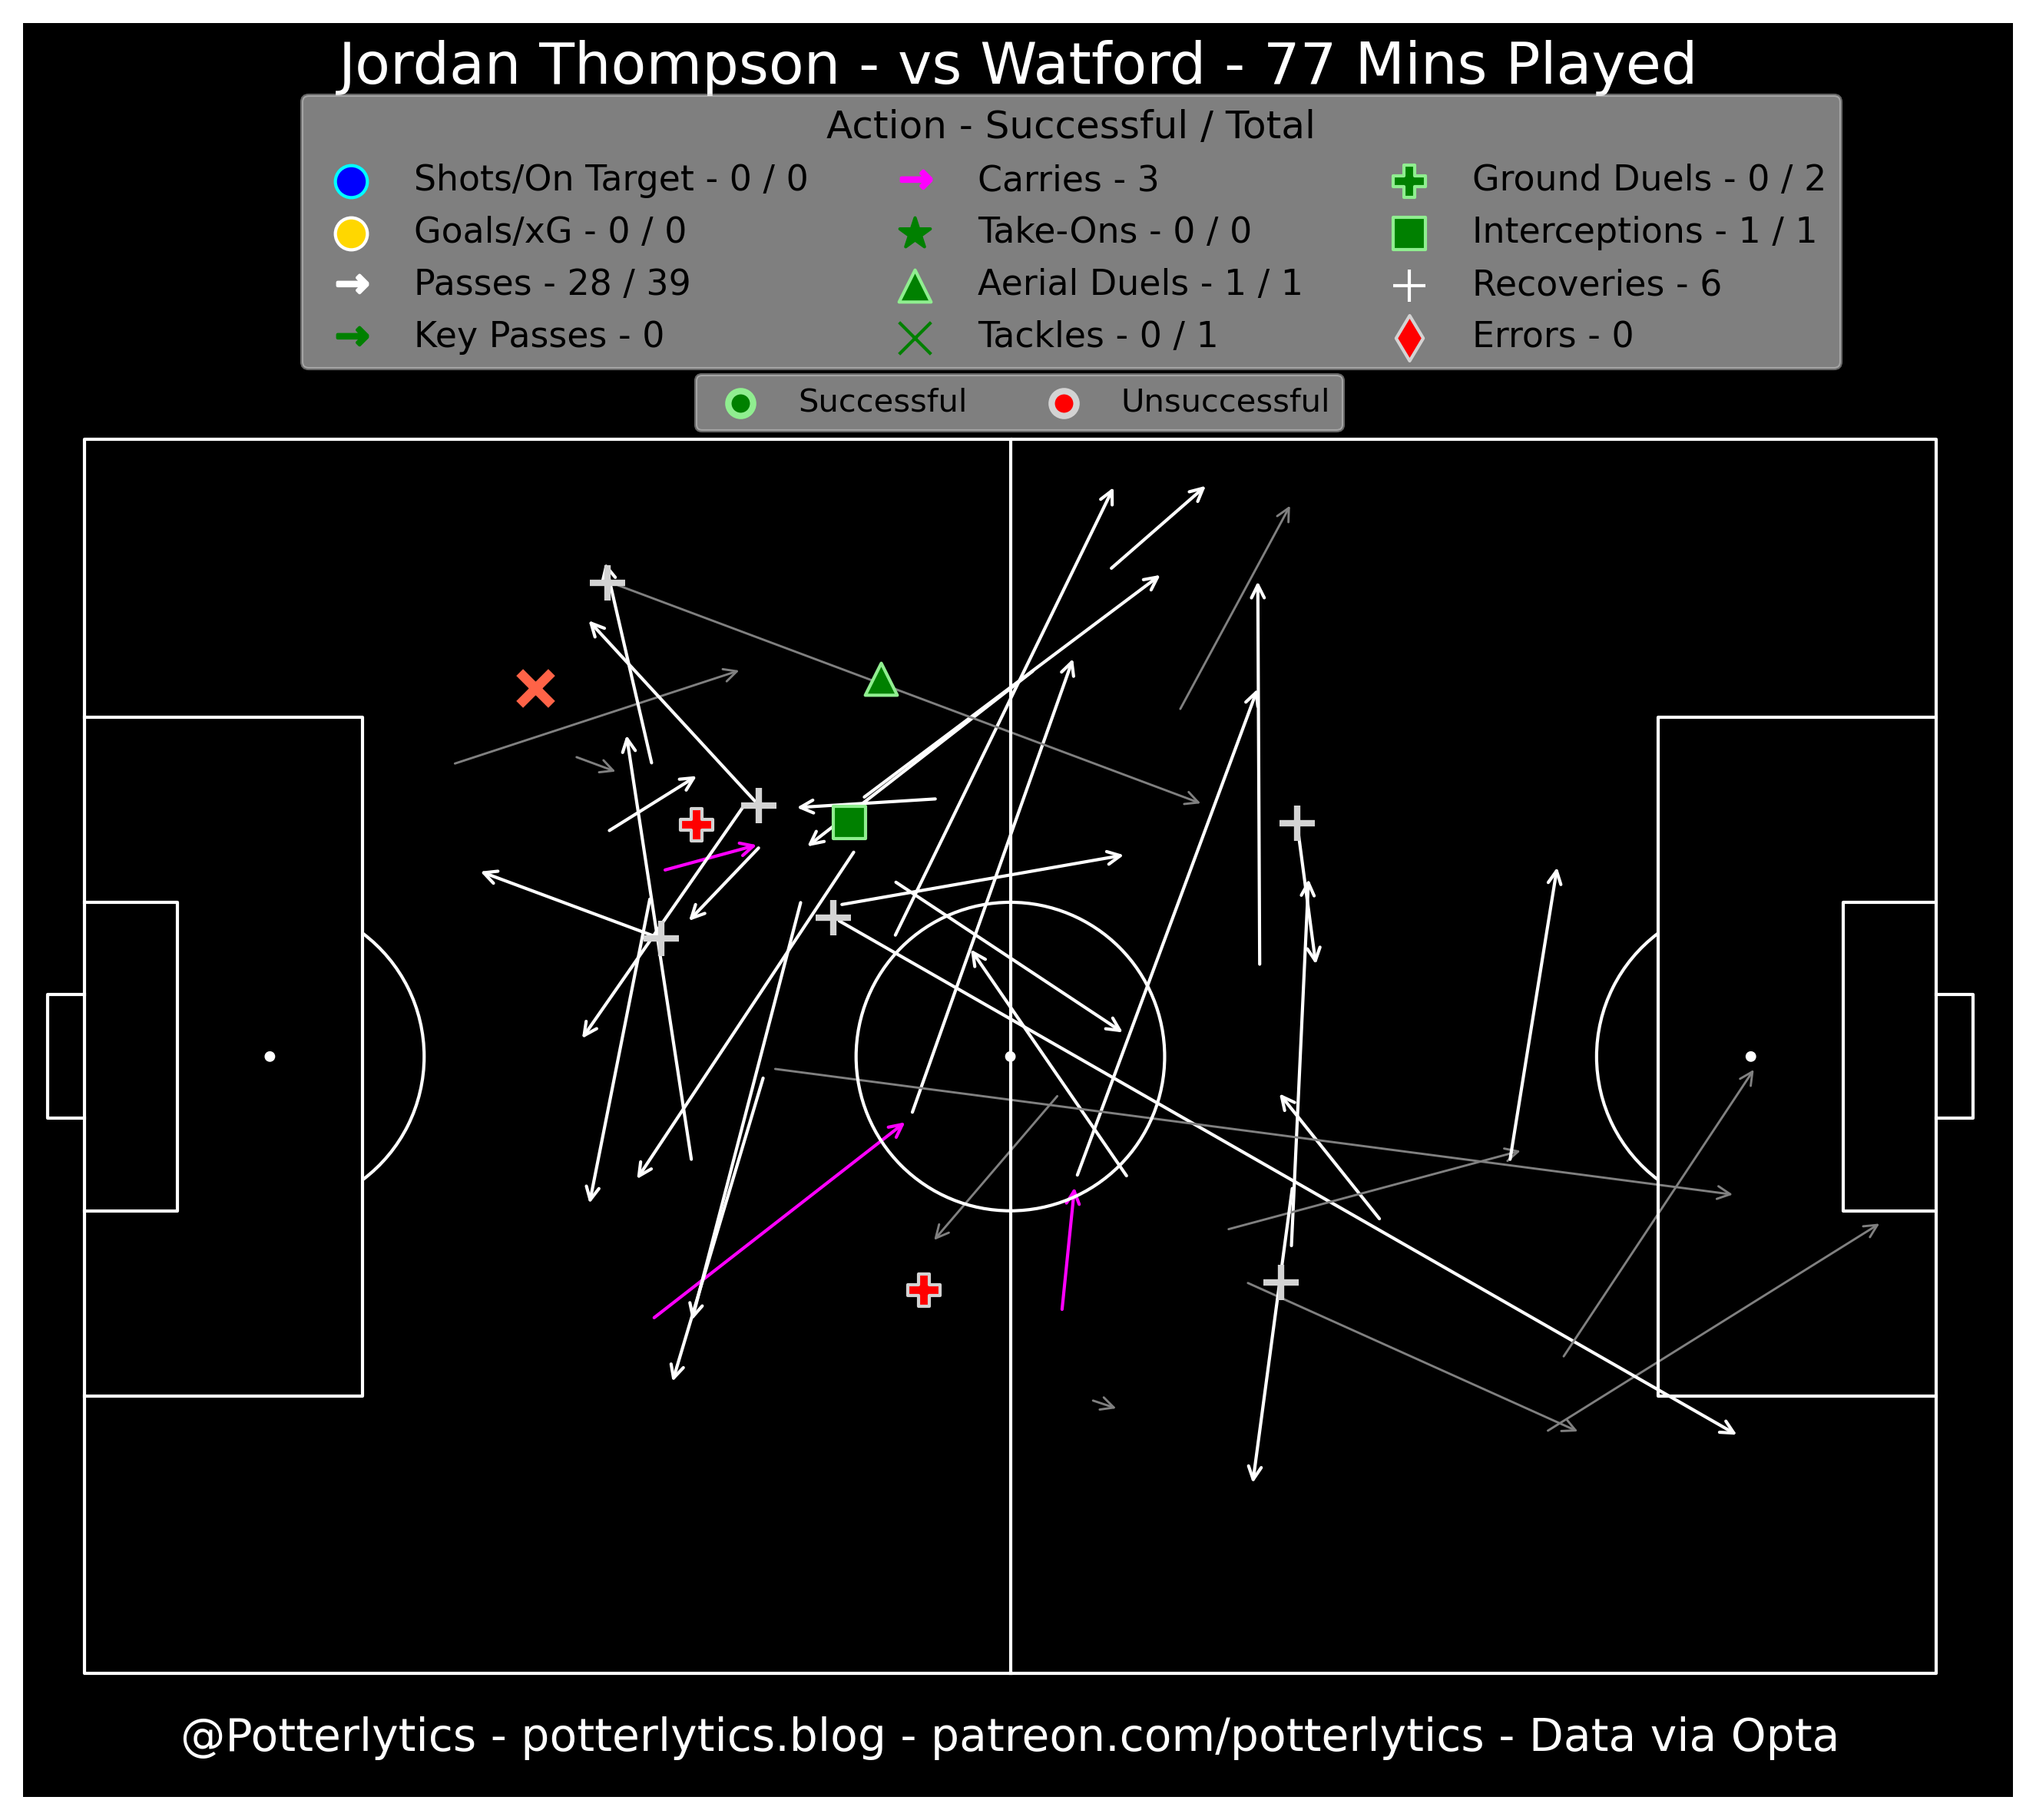 Jordan Thompson - vs Watford - 77 Mins Played
Action - Successful / Total
Shots/On Target - 0 / 0
Goals/xG - 0 / 0
Passes - 28 / 39
Key Passes - 0
Carries - 3
Take-Ons - 0 / 0
Aerial Duels - 1 / 1
Tackles - 0 / 1
Ground Duels - 0 / 2
Interceptions - 1 / 1
Recoveries - 6
Errors - 0
Successful
Unsuccessful
@Potterlytics - potterlytics.blog - patreon.com/potterlytics - Data via Opta